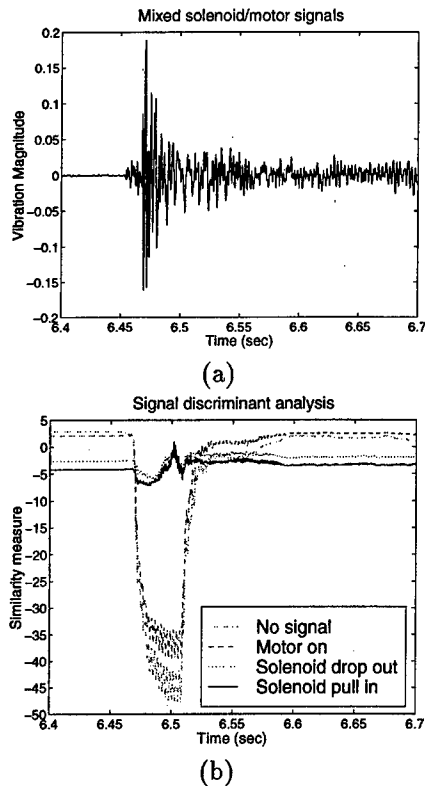 Mixed solenoid/motor signals
Vibration Magnitude
0.2
0.15
0.1
0.05
0
-0.05
-0.1
-0.15
-0.2
6.4 6.45 6.5 6.55 6.6 6.65 6.7
Time (sec)
(a)
Signal discriminant analysis
Similarity measure
5
0
-5
-10
-15
-20
-25
-30
-35
-40
-45
-50
No signal
Motor on
Solenoid drop out
Solenoid pull in
6.4 6.45 6.5 6.55 6.6 6.65 6.7
Time (sec)
(b)